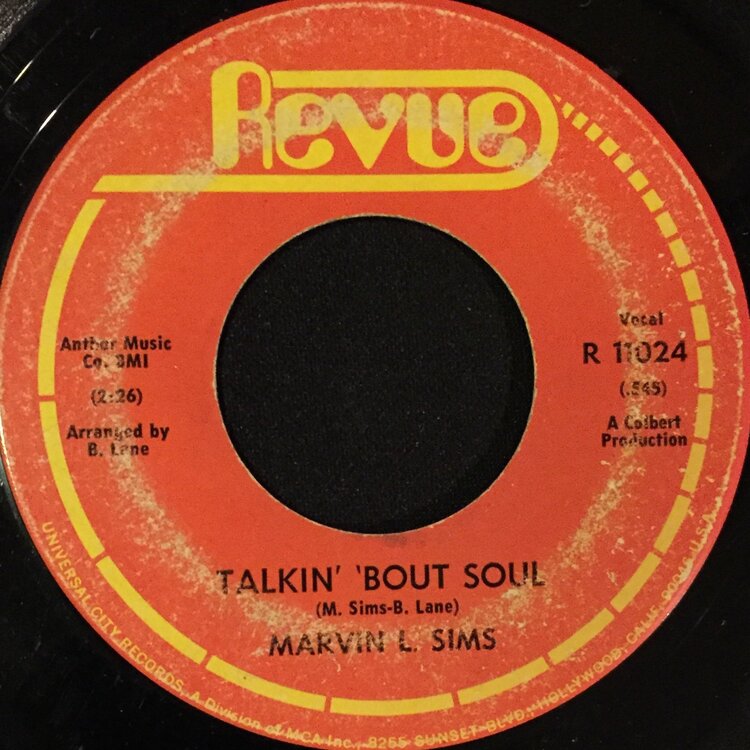 Revue
Anther Music
Co. BMI
(2:26)
Arranged by
B. Lane
Vocal
R 11024
(.545)
A Colbert
Production
TALKIN' 'BOUT SOUL
(M. Sims-B. Lane)
MARVIN L. SIMS
UNIVERSAL CITY RECORDS, A Division of MCA Inc., 8255 SUNSET BLVD., HOLLYWOOD, CALIF. 90046 U.S.A.